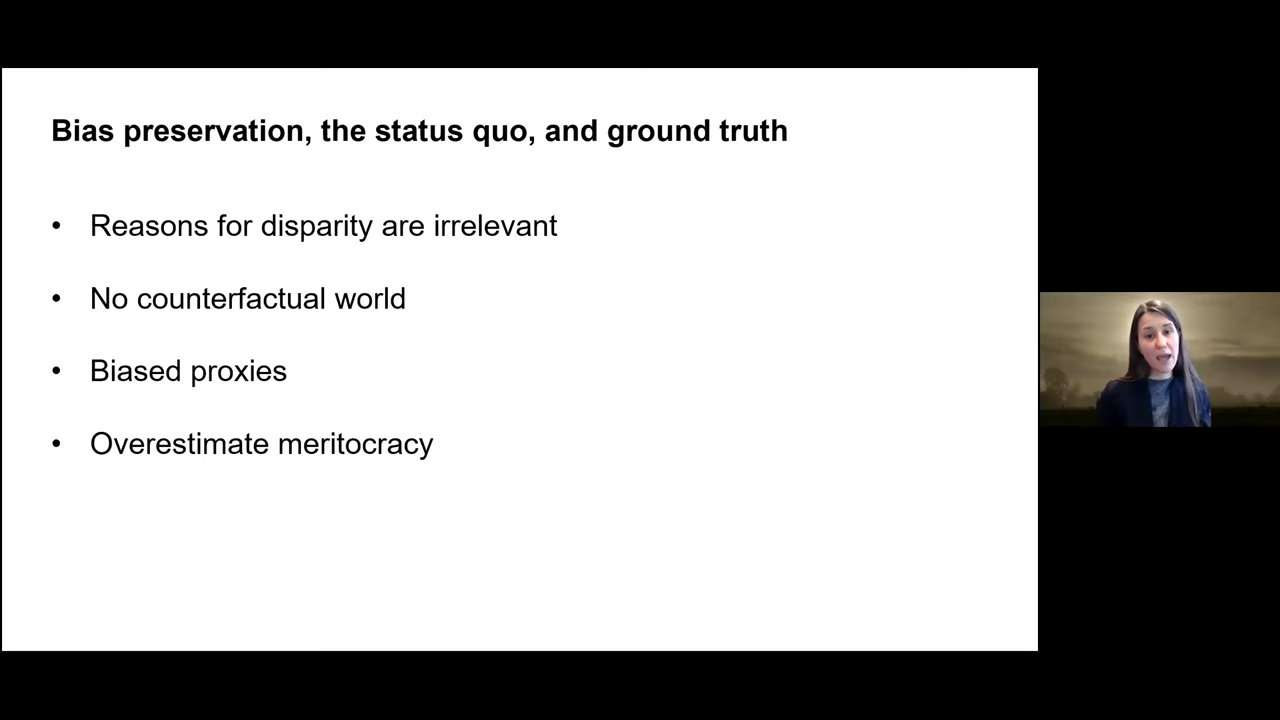 Bias preservation, the status quo, and ground truth
• Reasons for disparity are irrelevant
• No counterfactual world
• Biased proxies
• Overestimate meritocracy